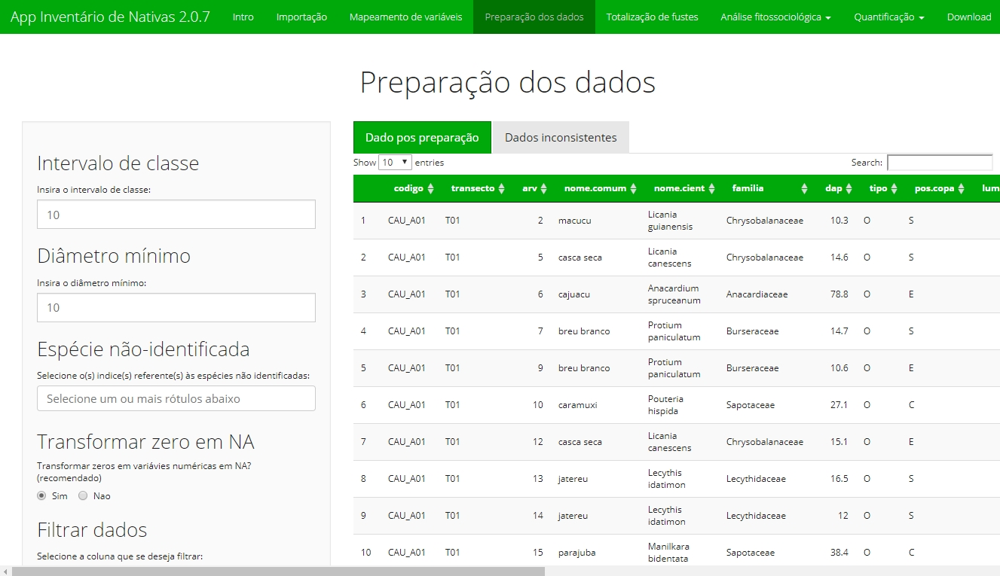 App Inventário de Nativas 2.0.7 Intro Importação Mapeamento de variáveis Preparação dos dados Totalização de fustes Análise fitossociológica Quantificação Download
Preparação dos dados
Intervalo de classe
Insira o intervalo de classe:
10
Diâmetro mínimo
Insira o diâmetro mínimo:
10
Espécie não-identificada
Selecione o(s) indice(s) referente(s) às espécies não identificadas:
Selecione um ou mais rótulos abaixo
Transformar zero em NA
Transformar zeros em variávies numéricas em NA?
(recomendado)
Sim Nao
Filtrar dados
Selecione a coluna que se deseja filtrar:
Dado pos preparação Dados inconsistentes
Show 10 entries Search:
codigo transecto arv nome.comum nome.cient familia dap tipo pos.copa lum
1 CAU_A01 T01 2 macucu Licania guianensis Chrysobalanaceae 10.3 O S
2 CAU_A01 T01 5 casca seca Licania canescens Chrysobalanaceae 14.6 O S
3 CAU_A01 T01 6 cajuacu Anacardium spruceanum Anacardiaceae 78.8 O E
4 CAU_A01 T01 7 breu branco Protium paniculatum Burseraceae 14.7 O S
5 CAU_A01 T01 9 breu branco Protium paniculatum Burseraceae 10.6 O E
6 CAU_A01 T01 10 caramuxi Pouteria hispida Sapotaceae 27.1 O C
7 CAU_A01 T01 12 casca seca Licania canescens Chrysobalanaceae 15.1 O E
8 CAU_A01 T01 13 jatereu Lecythis idatimon Lecythidaceae 16.5 O S
9 CAU_A01 T01 14 jatereu Lecythis idatimon Lecythidaceae 12 O S
10 CAU_A01 T01 15 parajuba Manilkara bidentata Sapotaceae 38.4 O C